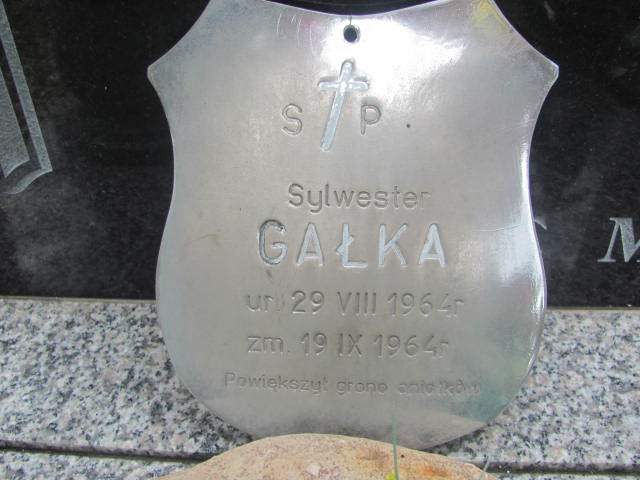 S P
Sylwester
GAŁKA
ur. 29 VIII 1964r
zm. 19 IX 1964r
Powiększył grono aniołków